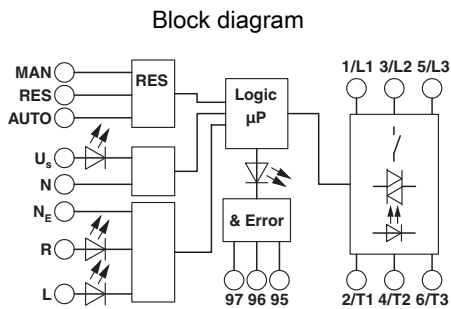 Block diagram
1/L1 3/L2 5/L3
MAN
RES
AUTO
RES
Logic
µP
Us
N
NE
R
L
& Error
97 96 95
2/T1 4/T2 6/T3